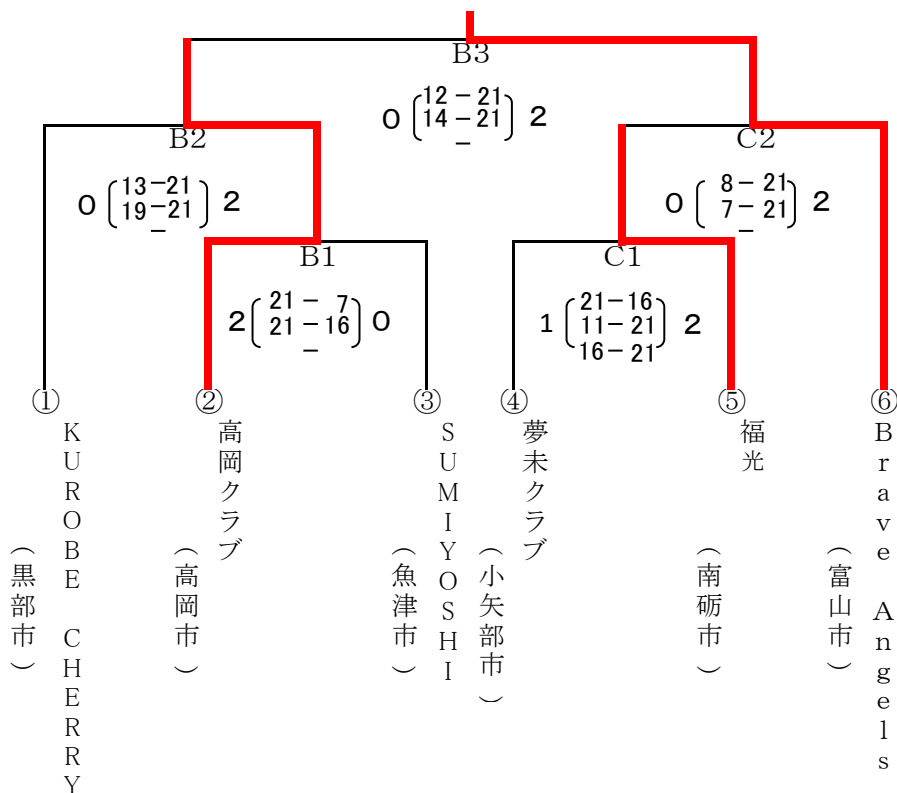 B3
12－21
0 14－21 2
－
B2
13－21
0 19－21 2
－
C2
8－21
0 7－21 2
－
B1
21－ 7
2 21－16 0
－
C1
21－16
1 11－21 2
16－21
①
KUROBE CHERRY
（黒部市）
②
高岡クラブ
（高岡市）
③
SUMIYOSHI
（魚津市）
④
夢未クラブ
（小矢部市）
⑤
福光
（南砺市）
⑥
Brave Angels
（富山市）